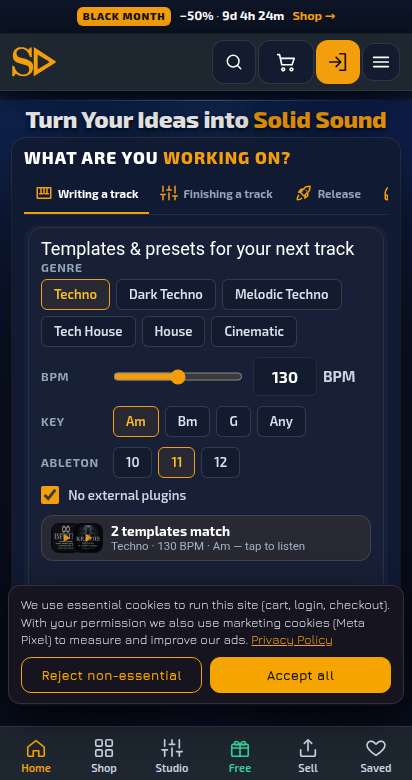 BLACK MONTH −50% · 9d 4h 24m Shop →
S
Turn Your Ideas into Solid Sound
WHAT ARE YOU WORKING ON?
Writing a track Finishing a track Release
Templates & presets for your next track
GENRE
Techno Dark Techno Melodic Techno
Tech House House Cinematic
BPM 130 BPM
KEY Am Bm G Any
ABLETON 10 11 12
No external plugins
2 templates match
Techno · 130 BPM · Am — tap to listen
We use essential cookies to run this site (cart, login, checkout).
With your permission we also use marketing cookies (Meta
Pixel) to measure and improve our ads. Privacy Policy
Reject non-essential Accept all
Home Shop Studio Free Sell Saved